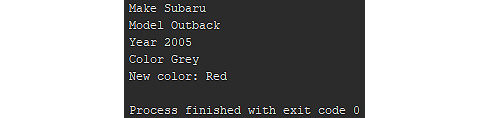 Make Subaru
Model Outback
Year 2005
Color Grey
New color: Red
Process finished with exit code 0